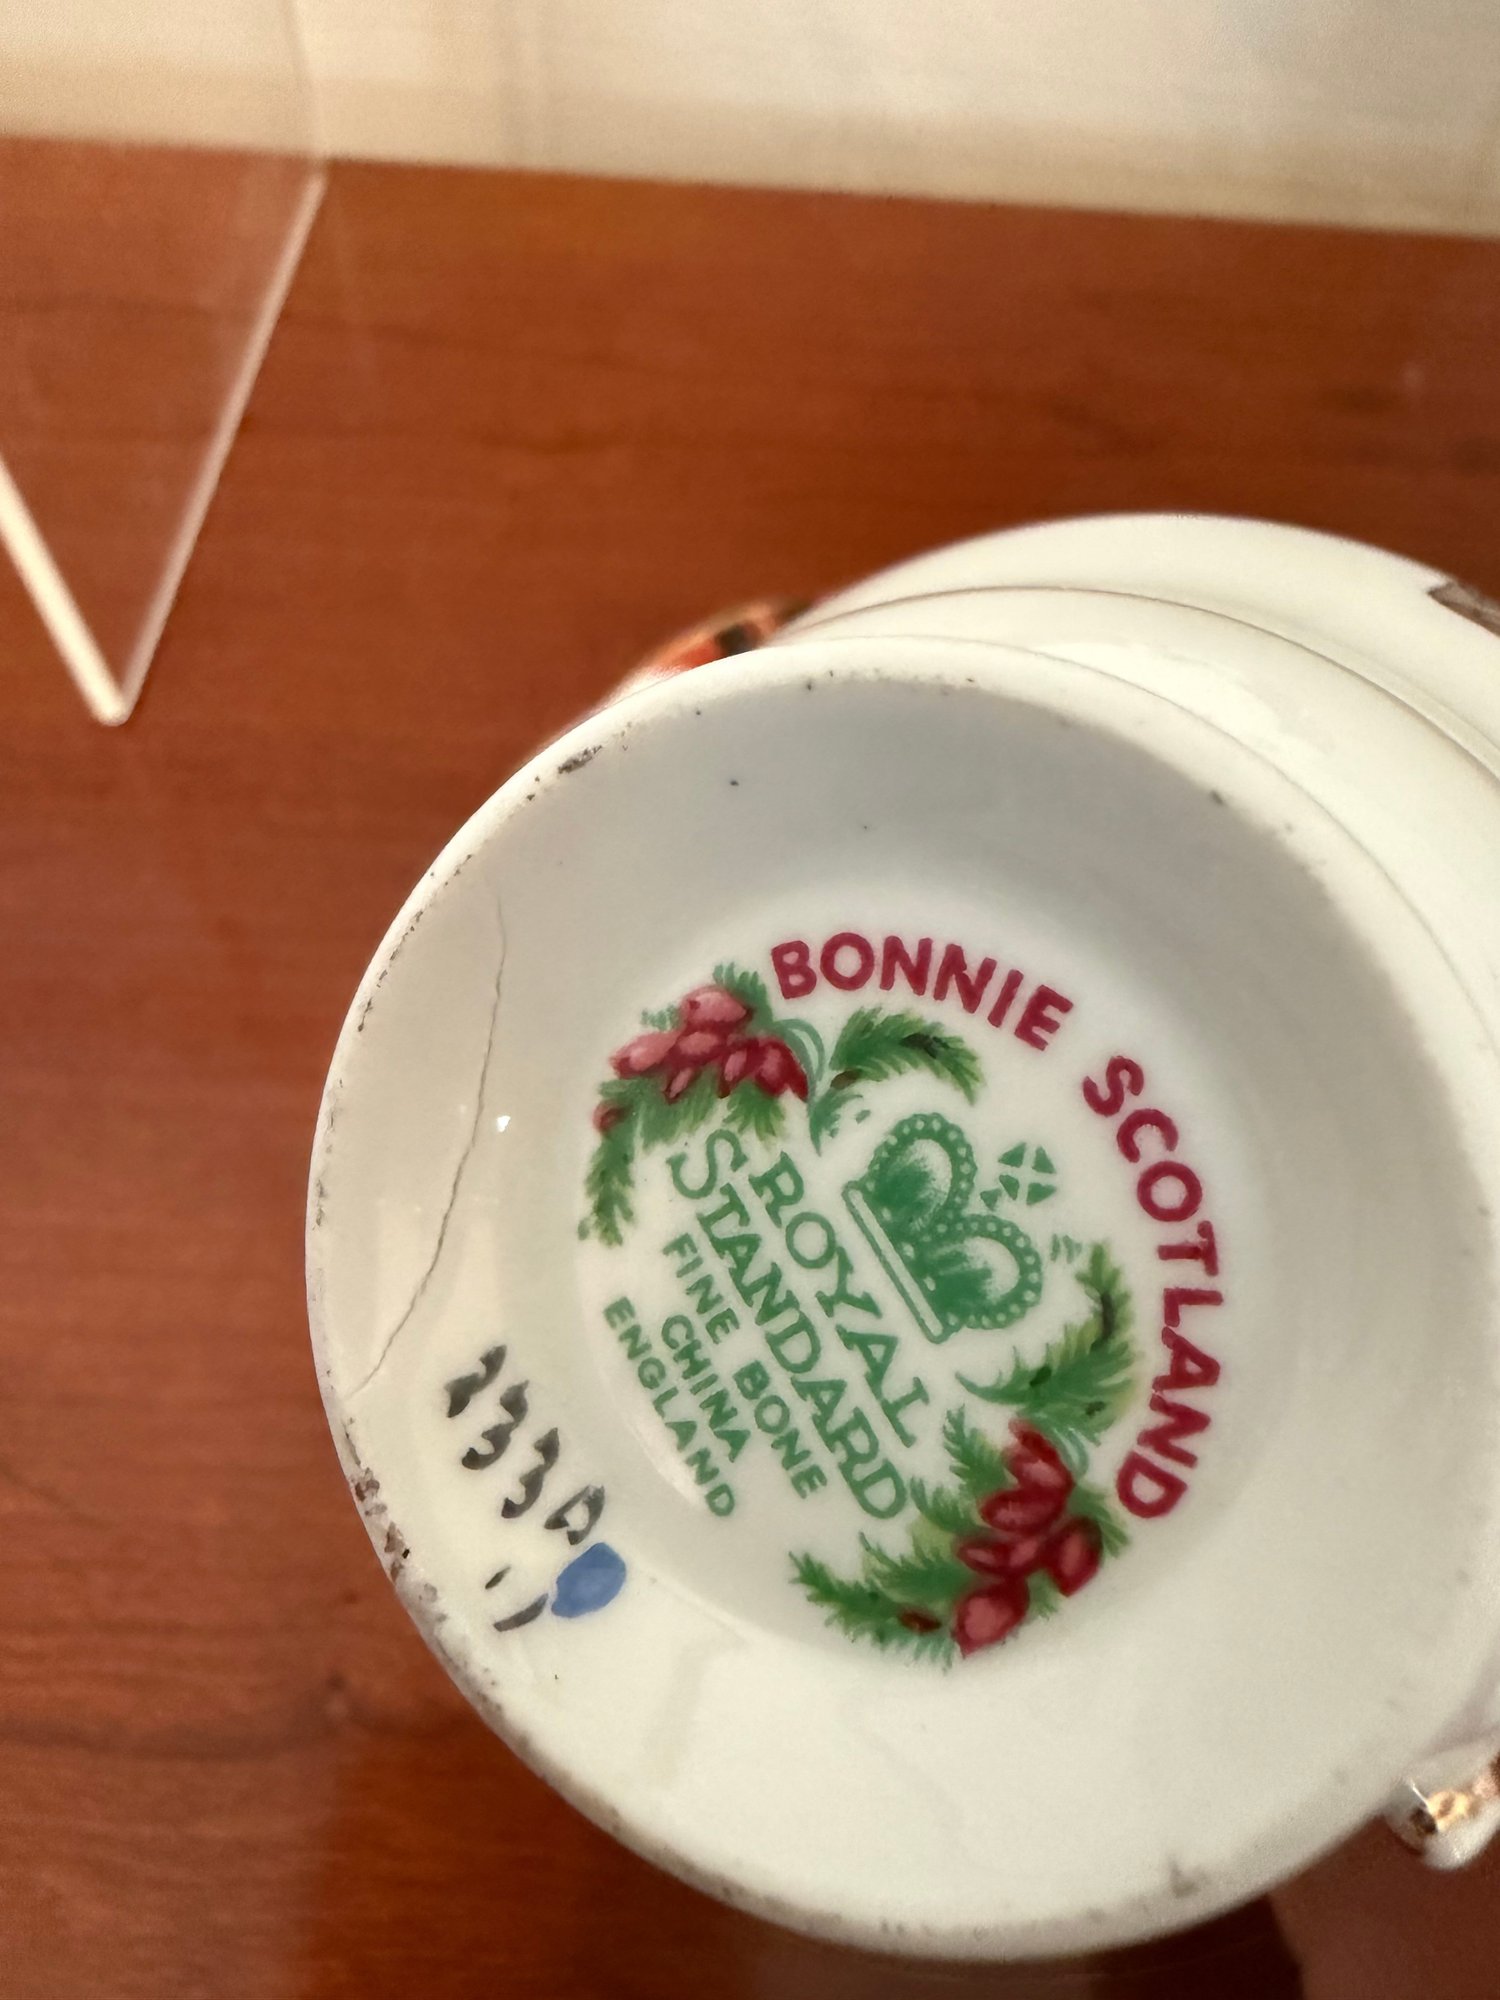 BONNIE SCOTLAND
ROYAL
STANDARD
FINE BONE
CHINA
ENGLAND